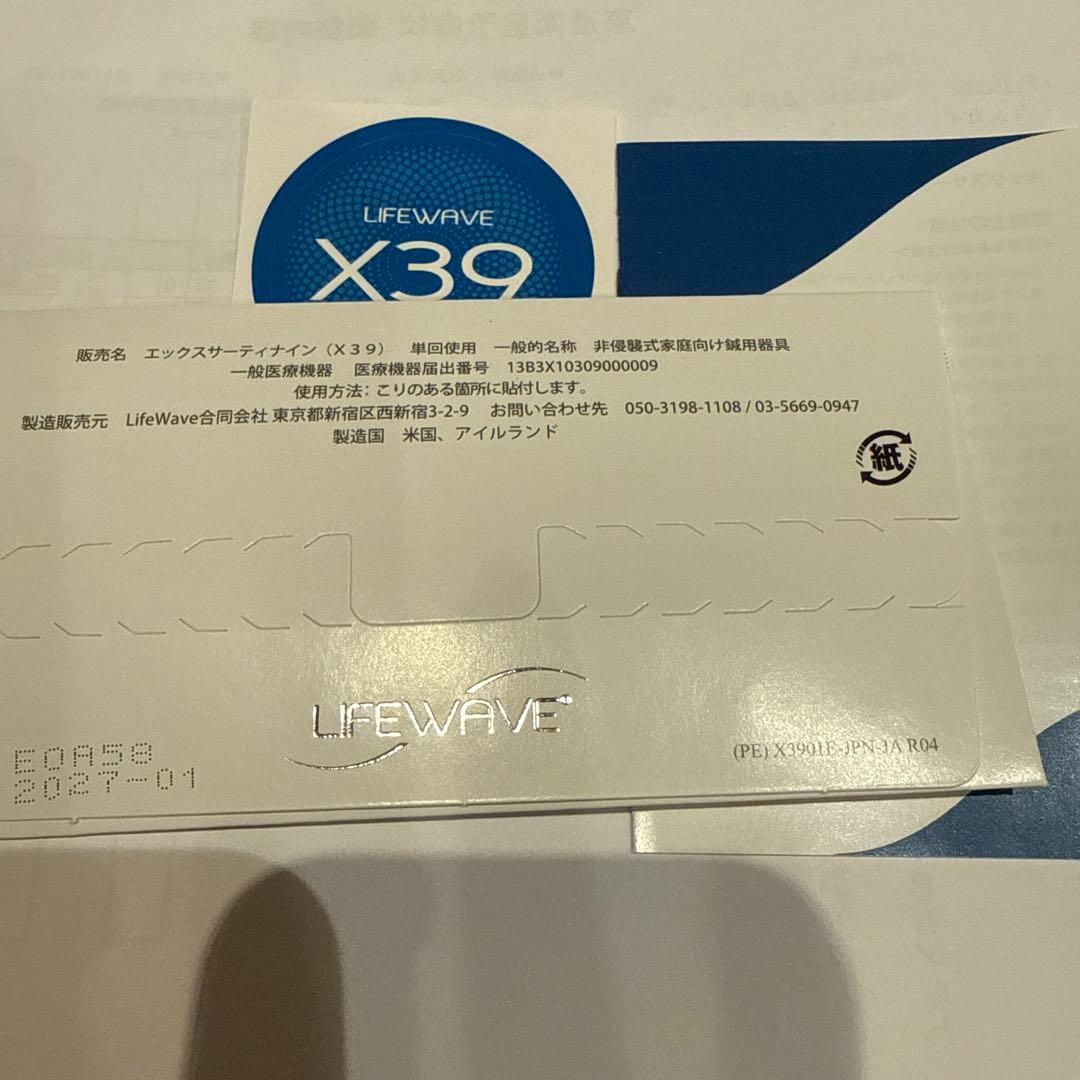 LIFEWAVE
X39
販売名 エックスサーティナイン(X39) 単回使用 一般的名称 非侵襲式家庭向け鍼用器具
一般医療機器 医療機器届出番号 13B3X10309000009
使用方法:こりのある箇所に貼付します。
製造販売元 LifeWave合同会社 東京都新宿区西新宿3-2-9 お問い合わせ先 050-3198-1108 / 03-5669-0947
製造国 米国、アイルランド
紙
LIFEWAVE
E0A58
2027-01
(PE) X3901E-JPN-JA R04